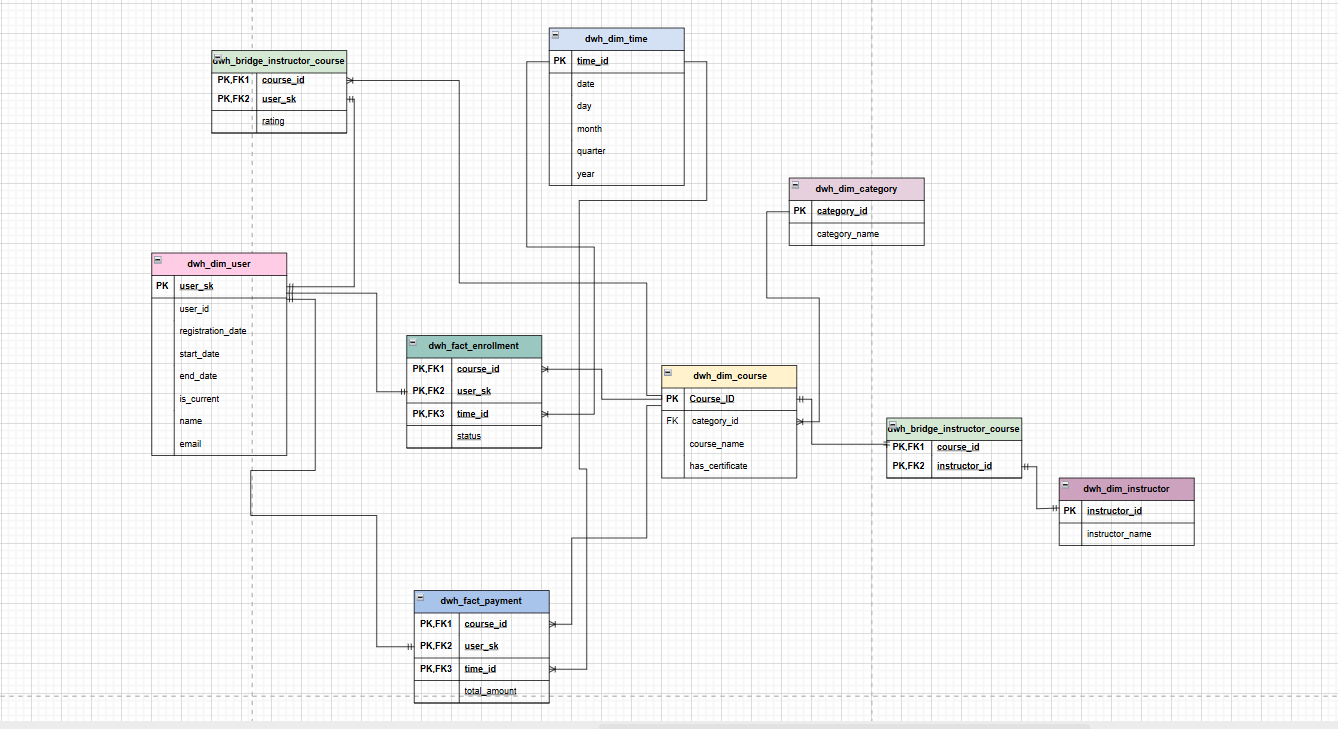 dwh_dim_time
PK time_id
date
day
month
quarter
year
dwh_bridge_instructor_course
PK,FK1 course_id
PK,FK2 user_sk
rating
dwh_dim_category
PK category_id
category_name
dwh_dim_user
PK user_sk
user_id
registration_date
start_date
end_date
is_current
name
email
dwh_fact_enrollment
PK,FK1 course_id
PK,FK2 user_sk
PK,FK3 time_id
status
dwh_dim_course
PK Course_ID
FK category_id
course_name
has_certificate
dwh_bridge_instructor_course
PK,FK1 course_id
PK,FK2 instructor_id
dwh_dim_instructor
PK instructor_id
instructor_name
dwh_fact_payment
PK,FK1 course_id
PK,FK2 user_sk
PK,FK3 time_id
total_amount